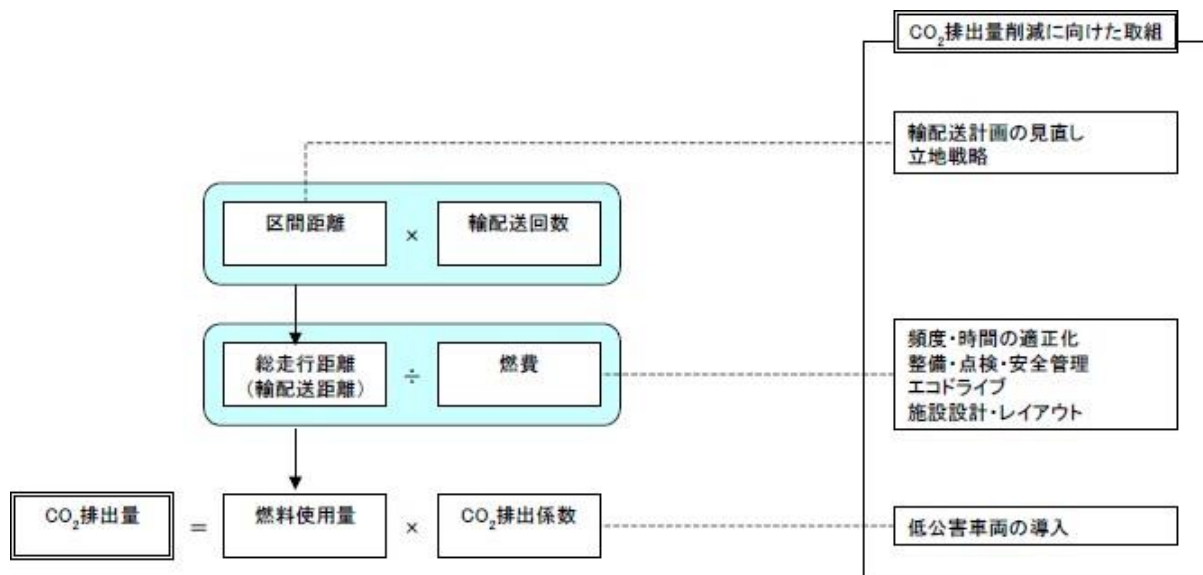 CO₂排出量削減に向けた取組
輸配送計画の見直し
立地戦略
区間距離
×
輸配送回数
総走行距離
(輸配送距離)
÷
燃費
頻度・時間の適正化
整備・点検・安全管理
エコドライブ
施設設計・レイアウト
CO₂排出量
=
燃料使用量
×
CO₂排出係数
低公害車両の導入